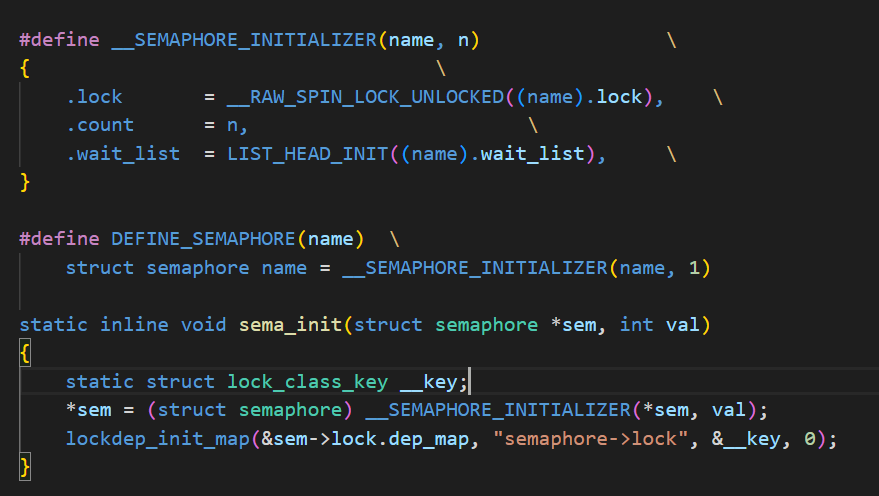 #define __SEMAPHORE_INITIALIZER(name, n) \
{ \
    .lock       = __RAW_SPIN_LOCK_UNLOCKED((name).lock),    \
    .count      = n, \
    .wait_list  = LIST_HEAD_INIT((name).wait_list),     \
}
#define DEFINE_SEMAPHORE(name)  \
    struct semaphore name = __SEMAPHORE_INITIALIZER(name, 1)
static inline void sema_init(struct semaphore *sem, int val)
{
    static struct lock_class_key __key;
    *sem = (struct semaphore) __SEMAPHORE_INITIALIZER(*sem, val);
    lockdep_init_map(&sem->lock.dep_map, "semaphore->lock", &__key, 0);
}